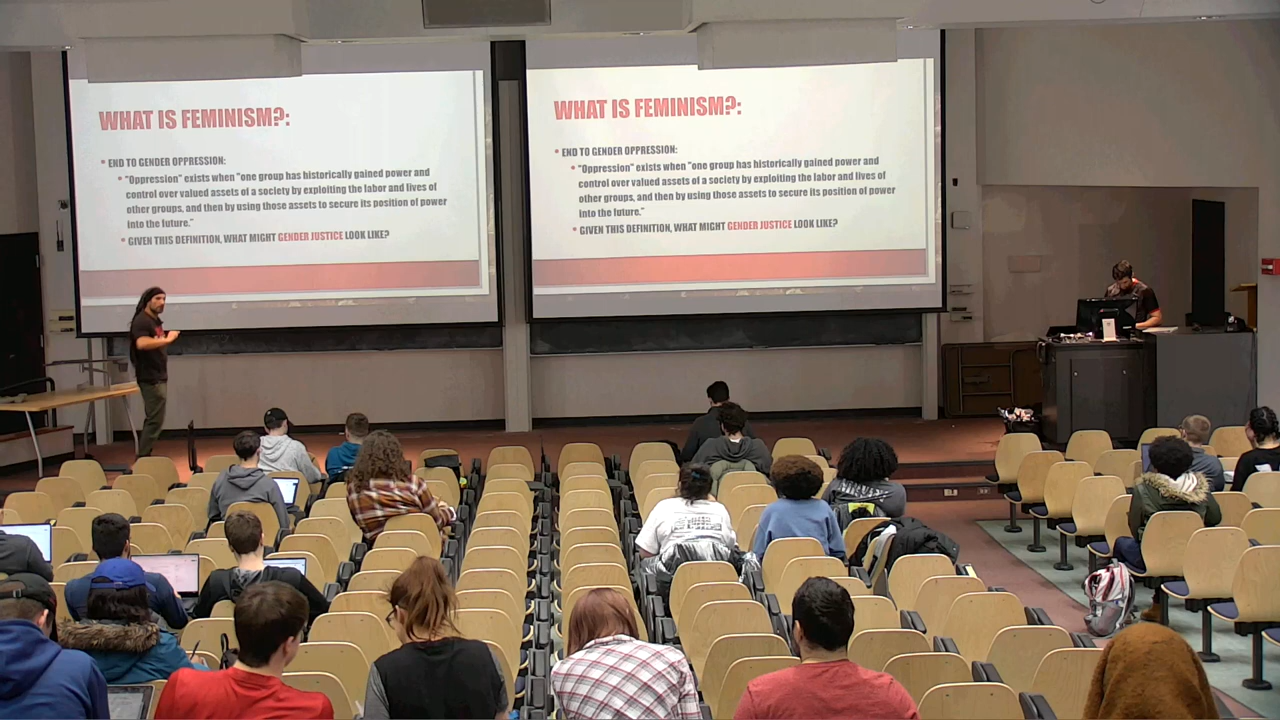 WHAT IS FEMINISM?:
• END TO GENDER OPPRESSION:
• "Oppression" exists when "one group has historically gained power and
control over valued assets of a society by exploiting the labor and lives of
other groups, and then by using those assets to secure its position of power
into the future."
• GIVEN THIS DEFINITION, WHAT MIGHT GENDER JUSTICE LOOK LIKE?
WHAT IS FEMINISM?:
• END TO GENDER OPPRESSION:
• "Oppression" exists when "one group has historically gained power and
control over valued assets of a society by exploiting the labor and lives of
other groups, and then by using those assets to secure its position of power
into the future."
• GIVEN THIS DEFINITION, WHAT MIGHT GENDER JUSTICE LOOK LIKE?